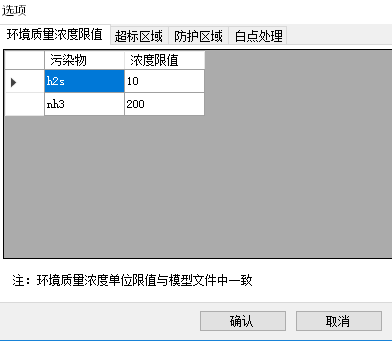 选项
环境质量浓度限值 超标区域 防护区域 白点处理
污染物 浓度限值
h2s 10
nh3 200
注：环境质量浓度单位限值与模型文件中一致
确认 取消